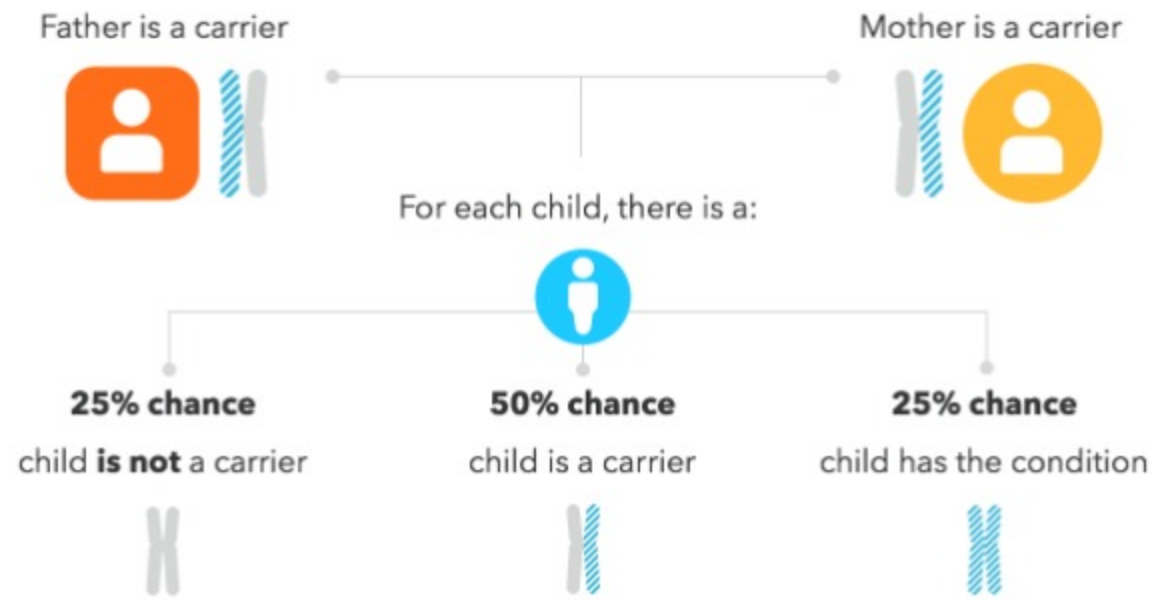 Father is a carrier
Mother is a carrier
For each child, there is a:
25% chance
50% chance
25% chance
child is not a carrier
child is a carrier
child has the condition